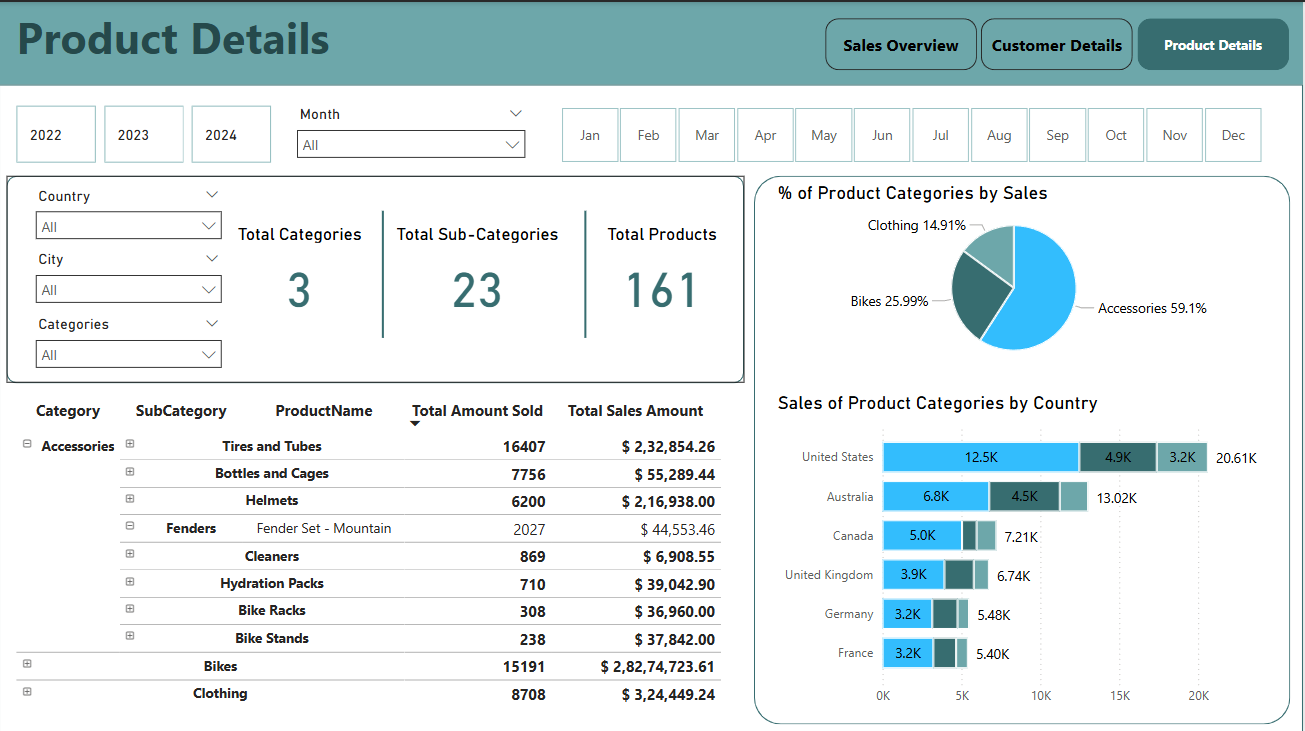 Product Details
Sales Overview
Customer Details
Product Details
2022
2023
2024
Month
All
Jan
Feb
Mar
Apr
May
Jun
Jul
Aug
Sep
Oct
Nov
Dec
Country
All
City
All
Categories
All
Total Categories
3
Total Sub-Categories
23
Total Products
161
Category SubCategory ProductName Total Amount Sold Total Sales Amount
Accessories Tires and Tubes 16407 $ 2,32,854.26
Bottles and Cages 7756 $ 55,289.44
Helmets 6200 $ 2,16,938.00
Fenders Fender Set - Mountain 2027 $ 44,553.46
Cleaners 869 $ 6,908.55
Hydration Packs 710 $ 39,042.90
Bike Racks 308 $ 36,960.00
Bike Stands 238 $ 37,842.00
Bikes 15191 $ 2,82,74,723.61
Clothing 8708 $ 3,24,449.24
% of Product Categories by Sales
Clothing 14.91%
Bikes 25.99%
Accessories 59.1%
Sales of Product Categories by Country
United States 12.5K 4.9K 3.2K 20.61K
Australia 6.8K 4.5K 13.02K
Canada 5.0K 7.21K
United Kingdom 3.9K 6.74K
Germany 3.2K 5.48K
France 3.2K 5.40K
0K 5K 10K 15K 20K